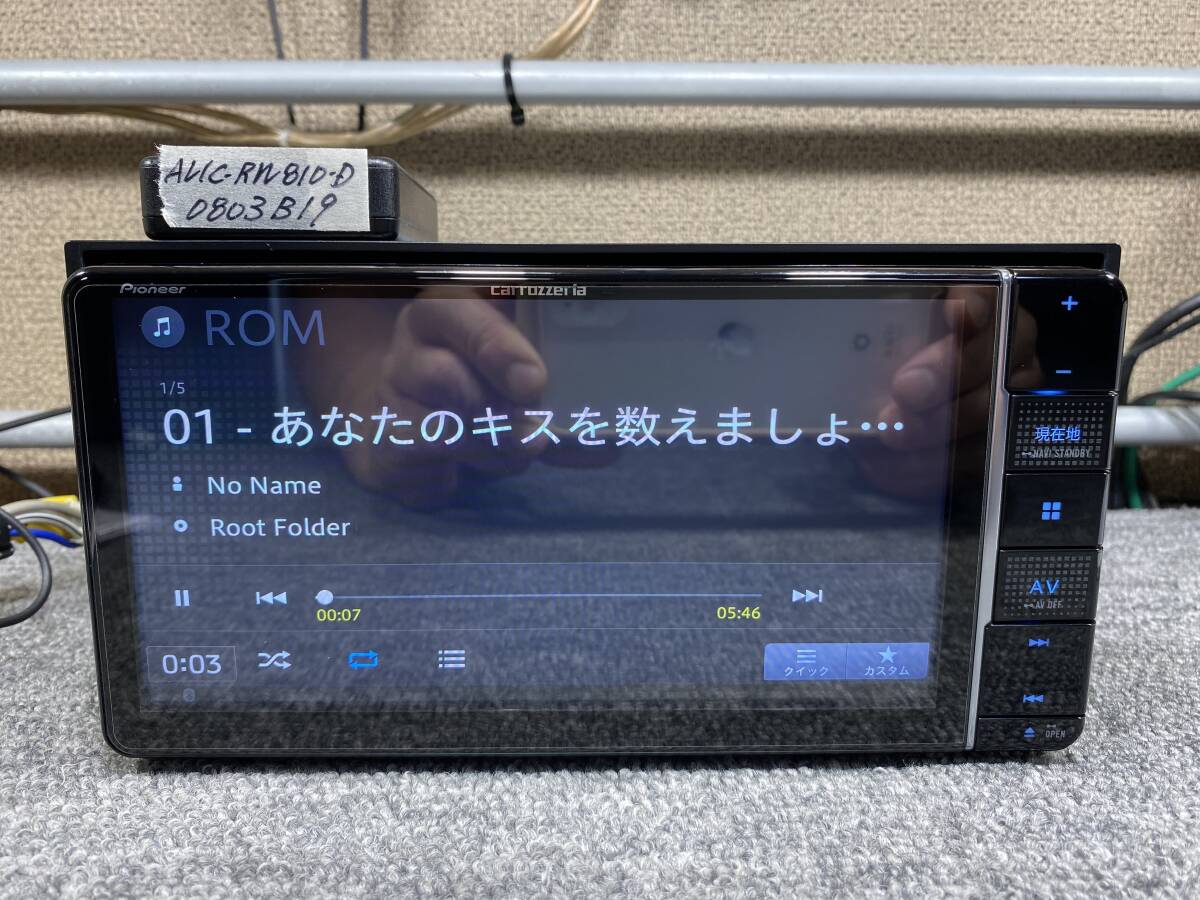 AVIC-RW810-D
0803B19
Pioneer
carrozzeria
ROM
1/5
01 - あなたのキスを数えましょ…
No Name
Root Folder
00:07
05:46
0:03
クイック
カスタム
+
−
現在地
NAVI STANDBY
AV
AV OFF
OPEN